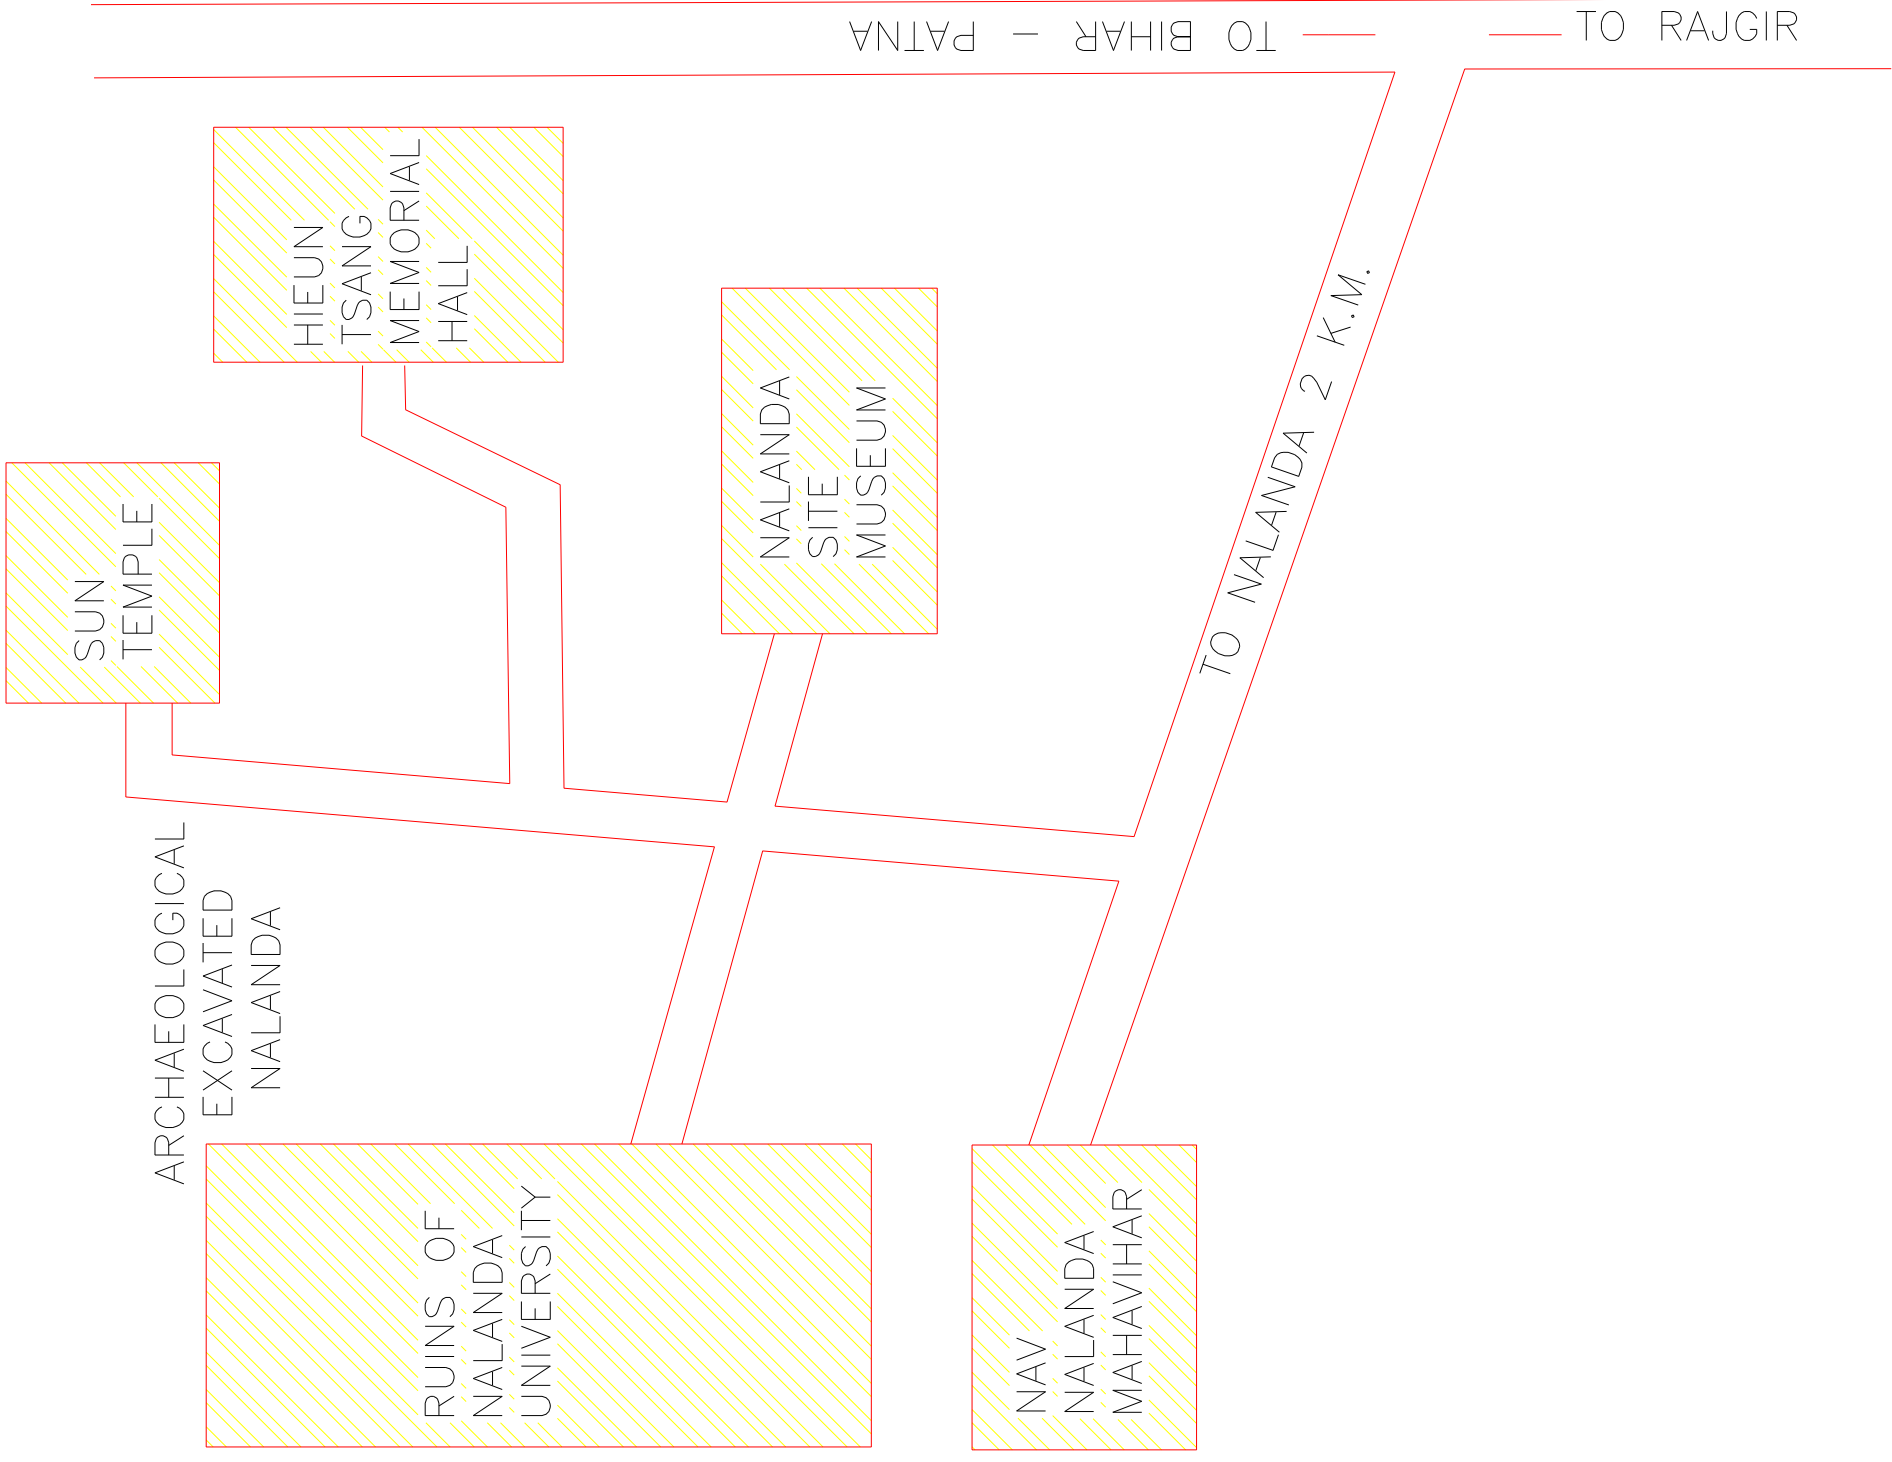 TO BIHAR - PATNA
TO RAJGIR
HIEUN
TSANG
MEMORIAL
HALL
SUN
TEMPLE
NALANDA
SITE
MUSEUM
TO NALANDA 2 K.M.
ARCHAEOLOGICAL
EXCAVATED
NALANDA
RUINS OF
NALANDA
UNIVERSITY
NAV
NALANDA
MAHAVIHAR